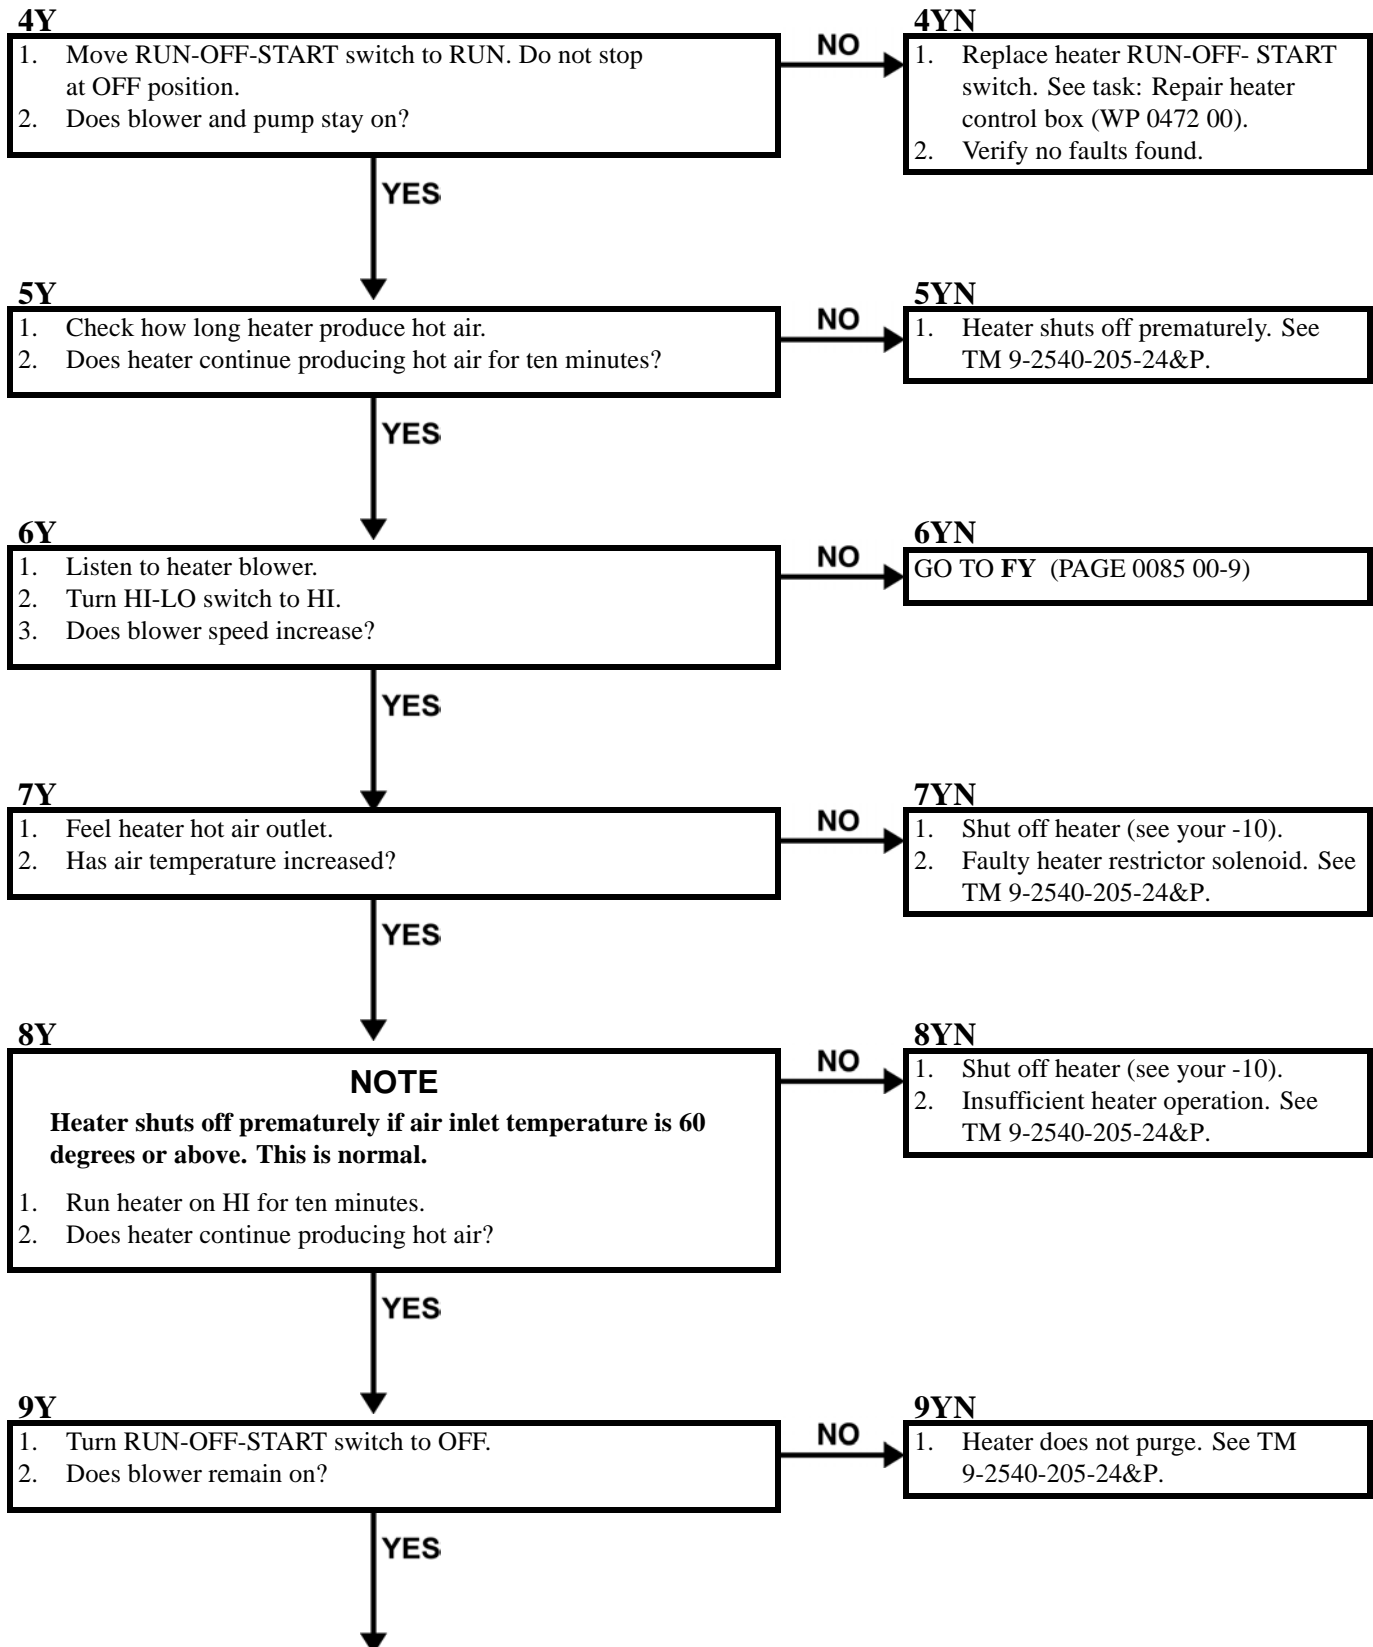 4Y
1. Move RUN-OFF-START switch to RUN. Do not stop
at OFF position.
2. Does blower and pump stay on?
NO
4YN
1. Replace heater RUN-OFF- START
switch. See task: Repair heater
control box (WP 0472 00).
2. Verify no faults found.
YES
5Y
1. Check how long heater produce hot air.
2. Does heater continue producing hot air for ten minutes?
NO
5YN
1. Heater shuts off prematurely. See
TM 9-2540-205-24&P.
YES
6Y
1. Listen to heater blower.
2. Turn HI-LO switch to HI.
3. Does blower speed increase?
NO
6YN
GO TO FY (PAGE 0085 00-9)
YES
7Y
1. Feel heater hot air outlet.
2. Has air temperature increased?
NO
7YN
1. Shut off heater (see your -10).
2. Faulty heater restrictor solenoid. See
TM 9-2540-205-24&P.
YES
8Y
NOTE
Heater shuts off prematurely if air inlet temperature is 60
degrees or above. This is normal.
1. Run heater on HI for ten minutes.
2. Does heater continue producing hot air?
NO
8YN
1. Shut off heater (see your -10).
2. Insufficient heater operation. See
TM 9-2540-205-24&P.
YES
9Y
1. Turn RUN-OFF-START switch to OFF.
2. Does blower remain on?
NO
9YN
1. Heater does not purge. See TM
9-2540-205-24&P.
YES